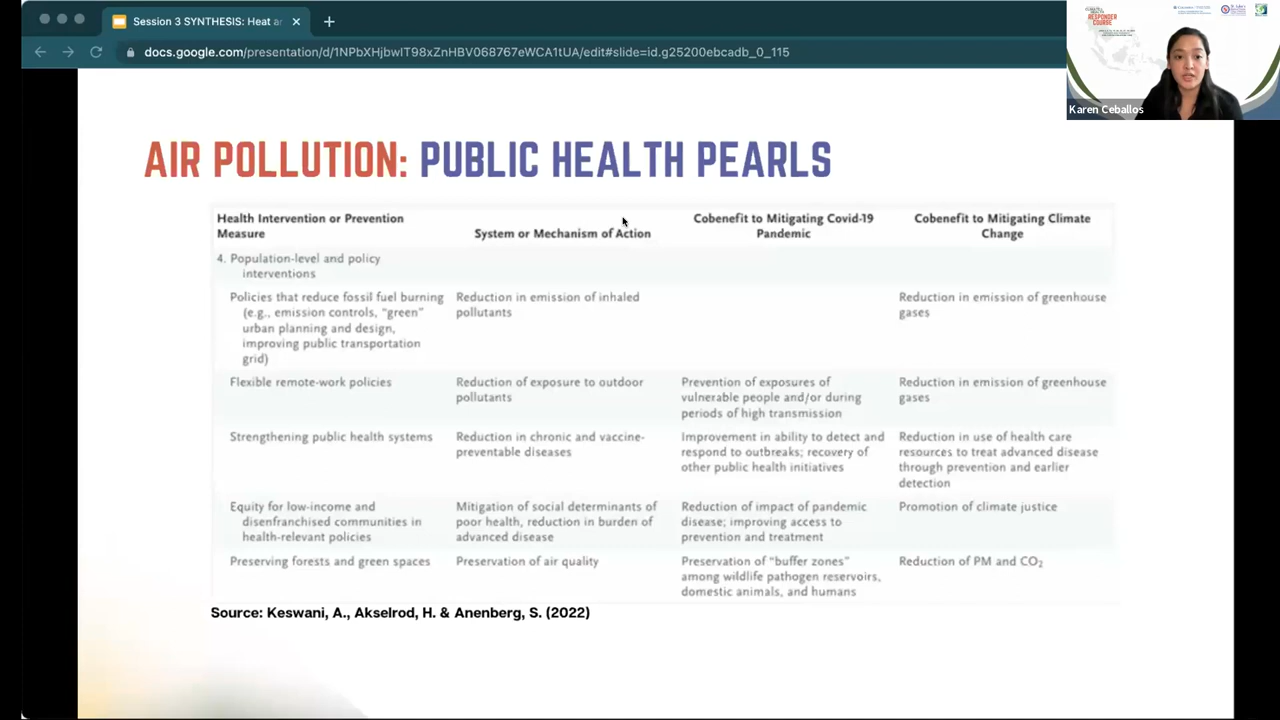 Session 3 SYNTHESIS: Heat ar
docs.google.com/presentation/d/1NPbXHjbvWT9sKzZnHBV068767eWCA1tUA/edit#slide=id.g25c00ebcadb_0_115
RESPONDER
COURSE
Karen Ceballos
AIR POLLUTION: PUBLIC HEALTH PEARLS
Health Intervention or Prevention
Measure
System or Mechanism of Action
Cobenefit to Mitigating Covid-19
Pandemic
Cobenefit to Mitigating Climate
Change
4. Population-level and policy
interventions
Policies that reduce fossil fuel burning
(e.g., emission controls, “green”
urban planning and design,
improving public transportation
grid)
Reduction in emission of inhaled
pollutants
Reduction in emission of greenhouse
gases
Flexible remote-work policies
Reduction of exposure to outdoor
pollutants
Prevention of exposures of
vulnerable people and/or during
periods of high transmission
Reduction in emission of greenhouse
gases
Strengthening public health systems
Reduction in chronic and vaccine-
preventable diseases
Improvement in ability to detect and
respond to outbreaks; recovery of
other public health initiatives
Reduction in use of health care
resources to treat advanced disease
through prevention and earlier
detection
Equity for low-income and
disenfranchised communities in
health-relevant policies
Mitigation of social determinants of
poor health, reduction in burden of
advanced disease
Reduction of impact of pandemic
disease; improving access to
prevention and treatment
Promotion of climate justice
Preserving forests and green spaces
Preservation of air quality
Preservation of “buffer zones”
among wildlife pathogen reservoirs,
domestic animals, and humans
Reduction of PM and CO₂
Source: Keswani, A., Akselrod, H. & Anenberg, S. (2022)